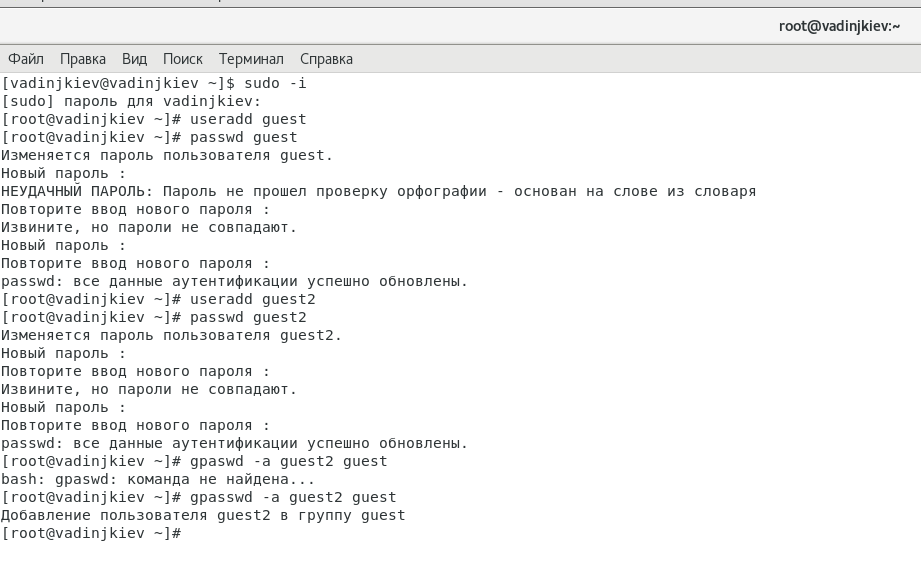 root@vadinjkiev:~
Файл Правка Вид Поиск Терминал Справка
[vadinjkiev@vadinjkiev ~]$ sudo -i
[sudo] пароль для vadinjkiev:
[root@vadinjkiev ~]# useradd guest
[root@vadinjkiev ~]# passwd guest
Изменяется пароль пользователя guest.
Новый пароль :
НЕУДАЧНЫЙ ПАРОЛЬ: Пароль не прошел проверку орфографии - основан на слове из словаря
Повторите ввод нового пароля :
Извините, но пароли не совпадают.
Новый пароль :
Повторите ввод нового пароля :
passwd: все данные аутентификации успешно обновлены.
[root@vadinjkiev ~]# useradd guest2
[root@vadinjkiev ~]# passwd guest2
Изменяется пароль пользователя guest2.
Новый пароль :
Повторите ввод нового пароля :
Извините, но пароли не совпадают.
Новый пароль :
Повторите ввод нового пароля :
passwd: все данные аутентификации успешно обновлены.
[root@vadinjkiev ~]# gpaswd -a guest2 guest
bash: gpaswd: команда не найдена...
[root@vadinjkiev ~]# gpasswd -a guest2 guest
Добавление пользователя guest2 в группу guest
[root@vadinjkiev ~]#